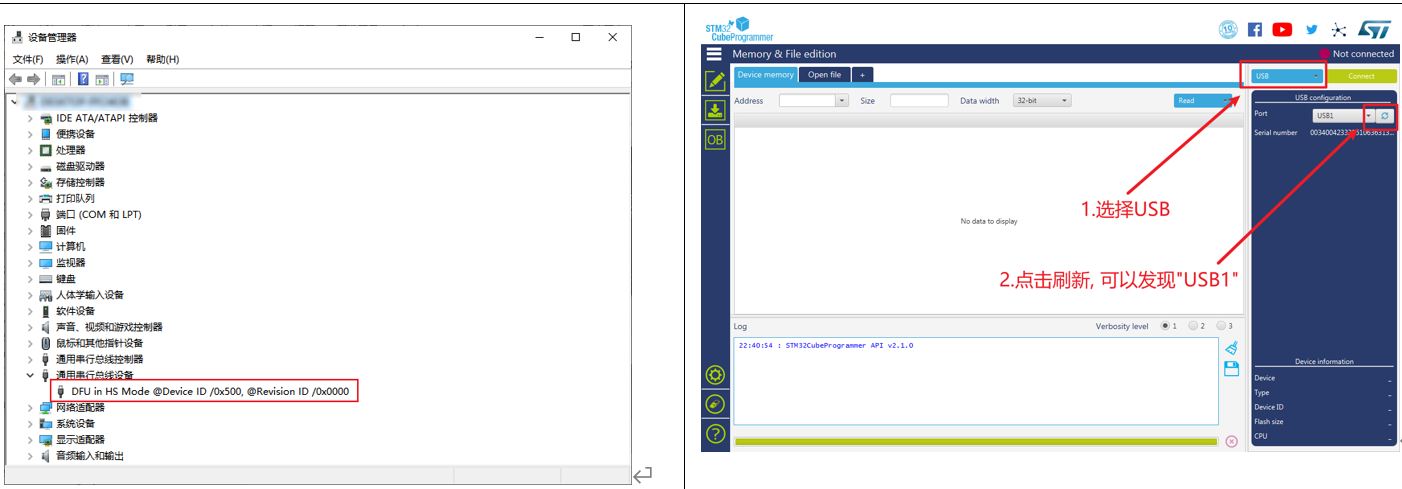 设备管理器
文件(F) 操作(A) 查看(V) 帮助(H)
IDE ATA/ATAPI 控制器
便携设备
处理器
磁盘驱动器
存储控制器
打印队列
端口 (COM 和 LPT)
固件
计算机
监视器
键盘
人体学输入设备
软件设备
声音、视频和游戏控制器
鼠标和其他指针设备
通用串行总线控制器
通用串行总线设备
DFU in HS Mode @Device ID /0x500, @Revision ID /0x0000
网络适配器
系统设备
显示适配器
音频输入和输出
STM32
CubeProgrammer
Memory & File edition
Not connected
Device memory Open file +
USB Connect
Address Size Data width 32-bit Read
USB configuration
Port USB1
Serial number
OB
1.选择USB
No data to display
2.点击刷新, 可以发现"USB1"
Log Verbosity level 1 2 3
22:40:54 : STM32CubeProgrammer API v2.1.0
Device information
Device -
Type -
Device ID -
Flash size -
CPU -